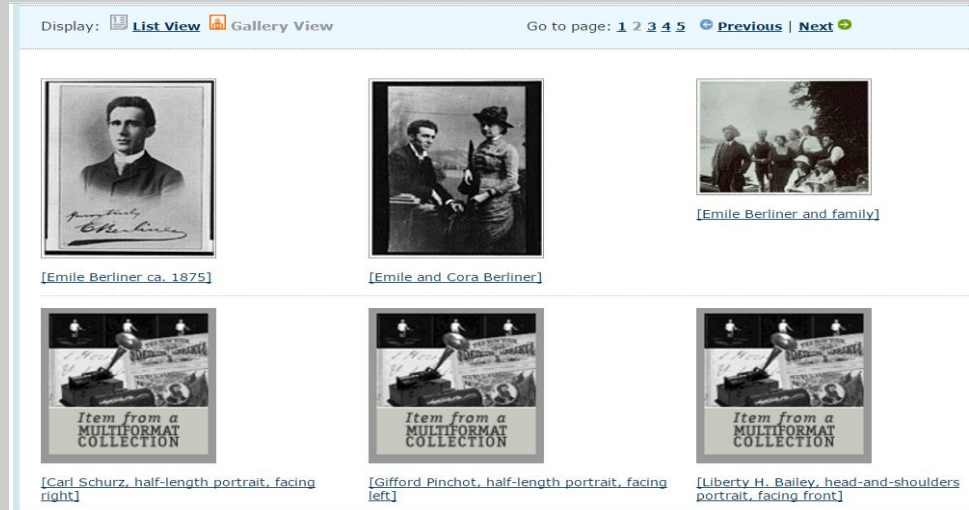 Display: List View Gallery View Go to page: 1 2 3 4 5 Previous | Next
[Emile Berliner ca. 1875]
[Emile and Cora Berliner]
[Emile Berliner and family]
Item from a
MULTIFORMAT
COLLECTION
Item from a
MULTIFORMAT
COLLECTION
Item from a
MULTIFORMAT
COLLECTION
[Carl Schurz, half-length portrait, facing
right]
[Gifford Pinchot, half-length portrait, facing
left]
[Liberty H. Bailey, head-and-shoulders
portrait, facing front]